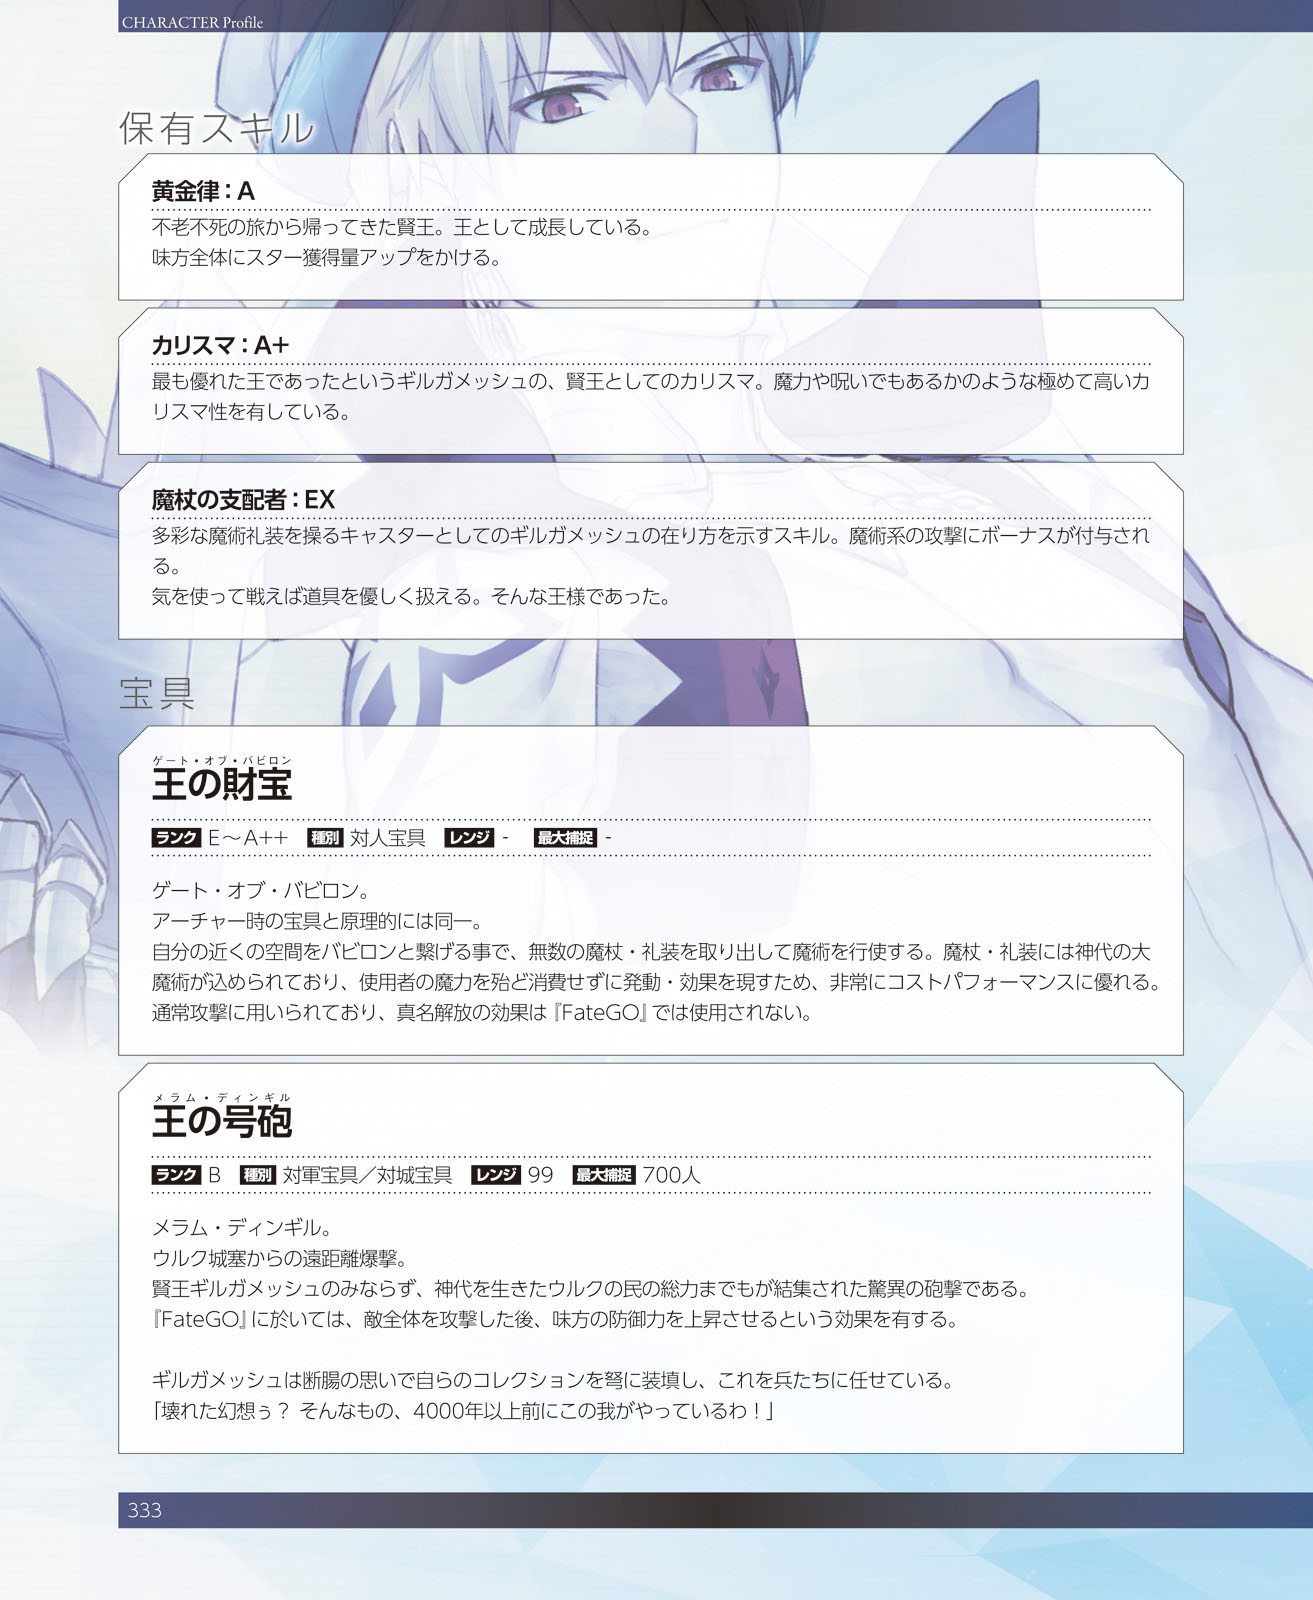 CHARACTER Profile
保有スキル
黄金律：A
不老不死の旅から帰ってきた賢王。王として成長している。
味方全体にスター獲得量アップをかける。
カリスマ：A+
最も優れた王であったというギルガメッシュの、賢王としてのカリスマ。魔力や呪いでもあるかのような極めて高いカ
リスマ性を有している。
魔杖の支配者：EX
多彩な魔術礼装を操るキャスターとしてのギルガメッシュの在り方を示すスキル。魔術系の攻撃にボーナスが付与され
る。
気を使って戦えば道具を優しく扱える。そんな王様であった。
宝具
ゲート・オブ・バビロン
王の財宝
ランク E～A++ 種別 対人宝具 レンジ - 最大捕捉 -
ゲート・オブ・バビロン。
アーチャー時の宝具と原理的には同一。
自分の近くの空間をバビロンと繋げる事で、無数の魔杖・礼装を取り出して魔術を行使する。魔杖・礼装には神代の大
魔術が込められており、使用者の魔力を殆ど消費せずに発動・効果を現すため、非常にコストパフォーマンスに優れる。
通常攻撃に用いられており、真名解放の効果は『FateGO』では使用されない。
メラム・ディンギル
王の号砲
ランク B 種別 対軍宝具／対城宝具 レンジ 99 最大捕捉 700人
メラム・ディンギル。
ウルク城塞からの遠距離爆撃。
賢王ギルガメッシュのみならず、神代を生きたウルクの民の総力までもが結集された驚異の砲撃である。
『FateGO』に於いては、敵全体を攻撃した後、味方の防御力を上昇させるという効果を有する。
ギルガメッシュは断腸の思いで自らのコレクションを弩に装填し、これを兵たちに任せている。
「壊れた幻想ぅ？ そんなもの、4000年以上前にこの我がやっているわ！」
333